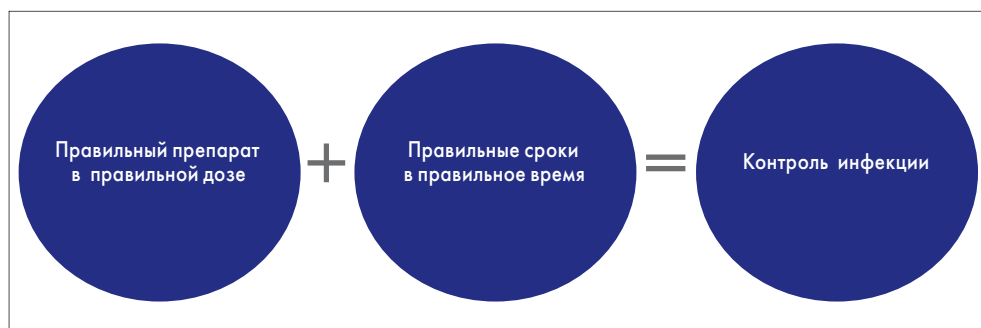 Правильный препарат
в правильной дозе
+
Правильные сроки
в правильное время
=
Контроль инфекции